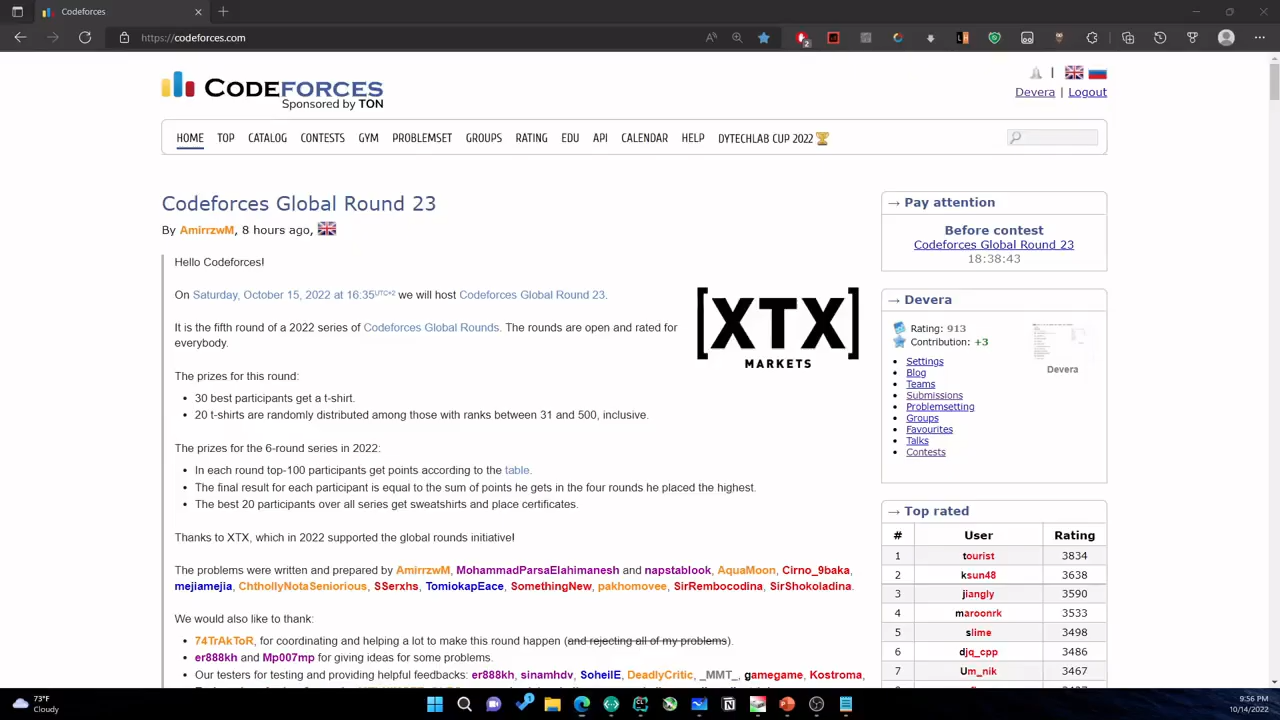 Codeforces
https://codeforces.com
2
CODEFORCES
Sponsored by TON
Devera | Logout
HOME TOP CATALOG CONTESTS GYM PROBLEMSET GROUPS RATING EDU API CALENDAR HELP DYTECHLAB CUP 2022
Codeforces Global Round 23
By AmirrzwM, 8 hours ago,
Hello Codeforces!
On Saturday, October 15, 2022 at 16:35UTC+2 we will host Codeforces Global Round 23.
It is the fifth round of a 2022 series of Codeforces Global Rounds. The rounds are open and rated for
everybody.
[XTX]
MARKETS
The prizes for this round:
• 30 best participants get a t-shirt.
• 20 t-shirts are randomly distributed among those with ranks between 31 and 500, inclusive.
The prizes for the 6-round series in 2022:
• In each round top-100 participants get points according to the table.
• The final result for each participant is equal to the sum of points he gets in the four rounds he placed the highest.
• The best 20 participants over all series get sweatshirts and place certificates.
Thanks to XTX, which in 2022 supported the global rounds initiative!
The problems were written and prepared by AmirrzwM, MohammadParsaElahimanesh and napstablook, AquaMoon, Cirno_9baka,
mejiamejia, ChthollyNotaSeniorious, SSerxhs, TomiokapEace, SomethingNew, pakhomovee, SirRembocodina, SirShokoladina.
We would also like to thank:
• 74TrAkToR, for coordinating and helping a lot to make this round happen (and rejecting all of my problems).
• er888kh and Mp007mp for giving ideas for some problems.
• Our testers for testing and providing helpful feedbacks: er888kh, sinamhdv, SoheilE, DeadlyCritic, _MMT_, gamegame, Kostroma,
→ Pay attention
Before contest
Codeforces Global Round 23
18:38:43
→ Devera
Rating: 913
Contribution: +3
• Settings
• Blog
• Teams
• Submissions
• Problemsetting
• Groups
• Favourites
• Talks
• Contests
Devera
→ Top rated
# User Rating
1 tourist 3834
2 ksun48 3638
3 jiangly 3590
4 maroonrk 3533
5 slime 3498
6 djq_cpp 3486
7 Um_nik 3467
73°F
Cloudy
9:56 PM
10/14/2022